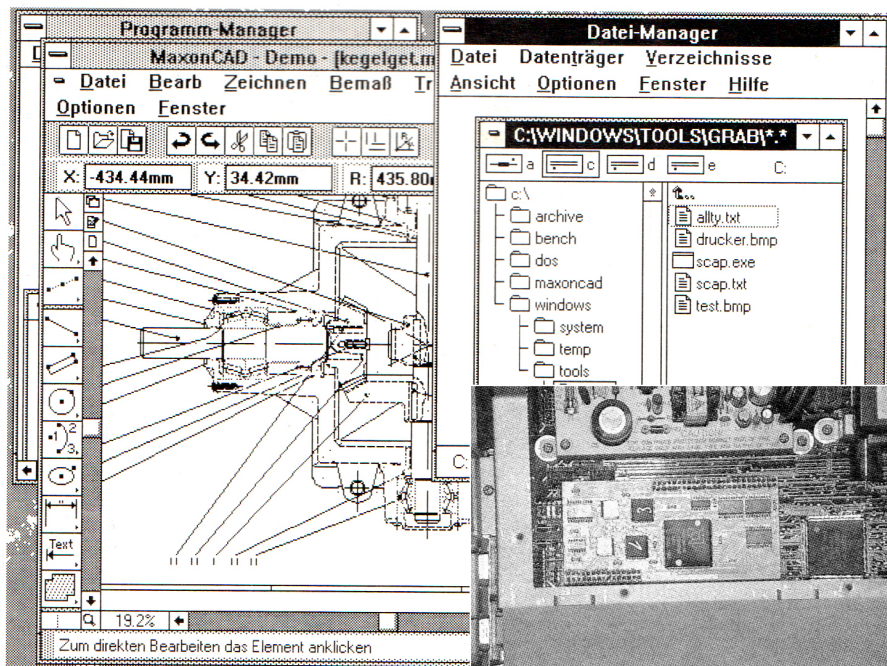 Programm-Manager
MaxonCAD - Demo - [kegelget.m
Datei Bearb Zeichnen Bemaß Tr
Optionen Fenster
X: -434.44mm Y: 34.42mm R: 435.80
2
3
Text
19.2%
Zum direkten Bearbeiten das Element anklicken
Datei-Manager
Datei Datenträger Verzeichnisse
Ansicht Optionen Fenster Hilfe
C:\WINDOWS\TOOLS\GRAB\*.*
a c d e C:
c:\
archive
bench
dos
maxoncad
windows
system
temp
tools
allty.txt
drucker.bmp
scap.exe
scap.txt
test.bmp
C: